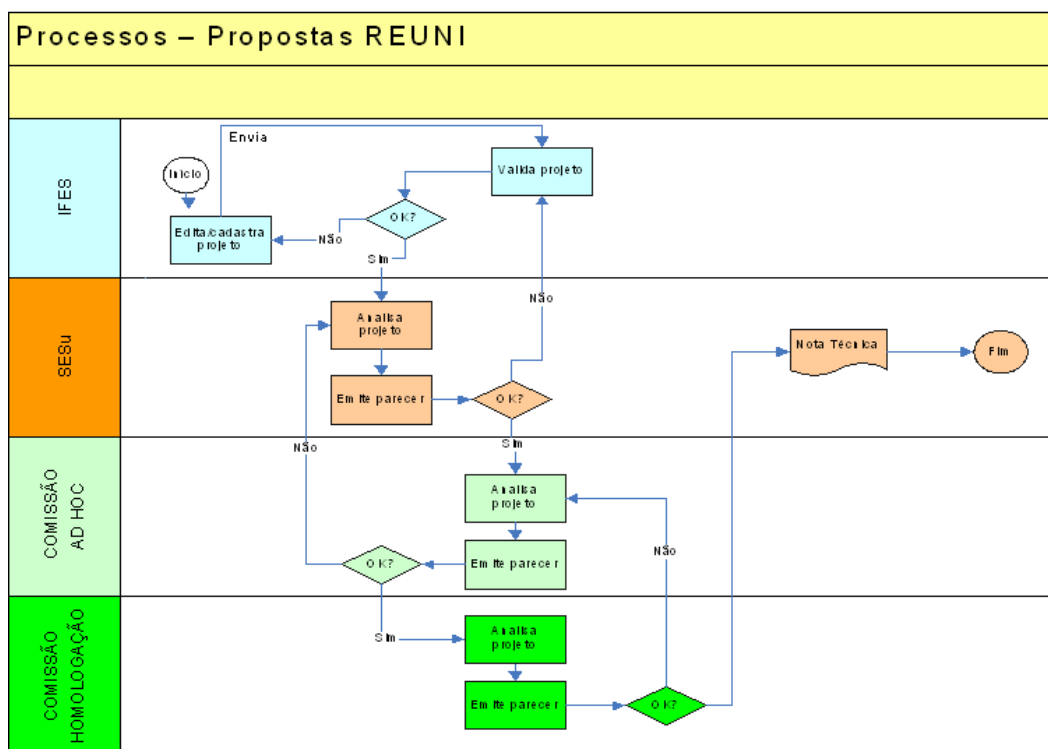 Processos – Propostas REUNI
IFES
Envia
Início
Valida projeto
OK?
Edita/cadastra
projeto
Não
Sim
SESu
Analisa
projeto
Não
Nota Técnica
Fim
Emite parecer
OK?
Não
Sim
COMISSÃO
AD HOC
Analisa
projeto
Não
OK?
Emite parecer
COMISSÃO
HOMOLOGAÇÃO
Sim
Analisa
projeto
Emite parecer
OK?